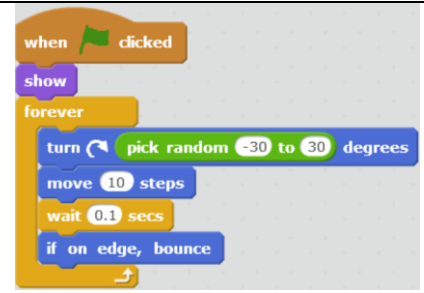 when clicked
show
forever
turn pick random -30 to 30 degrees
move 10 steps
wait 0.1 secs
if on edge, bounce